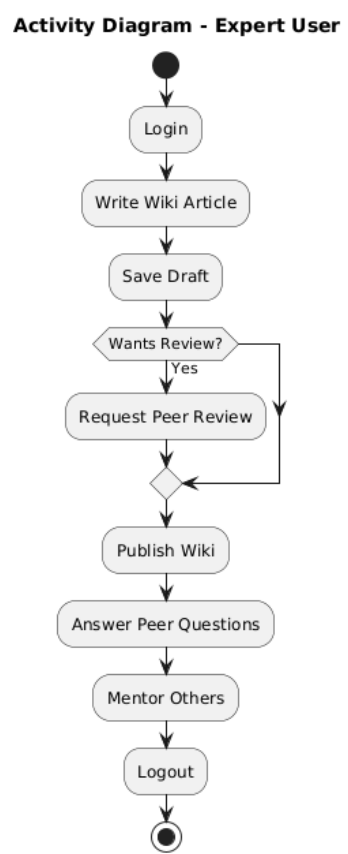 Activity Diagram - Expert User
Login
Write Wiki Article
Save Draft
Wants Review?
Yes
Request Peer Review
Publish Wiki
Answer Peer Questions
Mentor Others
Logout